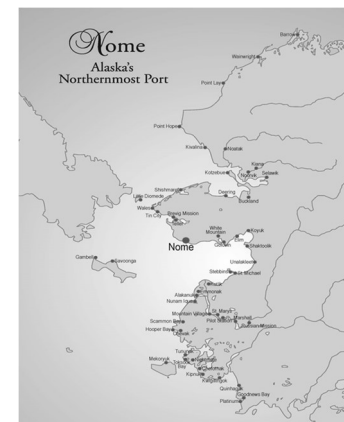 Nome
Alaska's
Northernmost Port
Barrow
Wainwright
Point Lay
Point Hope
Kivalina
Noatak
Kiana
Noorvik
Selawik
Kotzebue
Shishmaref
Deering
Buckland
Little Diomede
Wales
Tin City
Brevig Mission
Teller
White
Mountain
Koyuk
Elim
Golovin
Shaktoolik
Nome
Unalakleet
Gambell
Savoonga
Stebbins
St Michael
Kotlik
Emmonak
Alakanuk
Nunam Iqua
Mountain Village
St. Marys
Pilot Station
Marshall
Russian Mission
Scammon Bay
Hooper Bay
Chevak
Tununak
Mekoryuk
Toksook
Bay
Chefornak
Kipnuk
Kwigillingok
Quinhagak
Goodnews Bay
Platinum